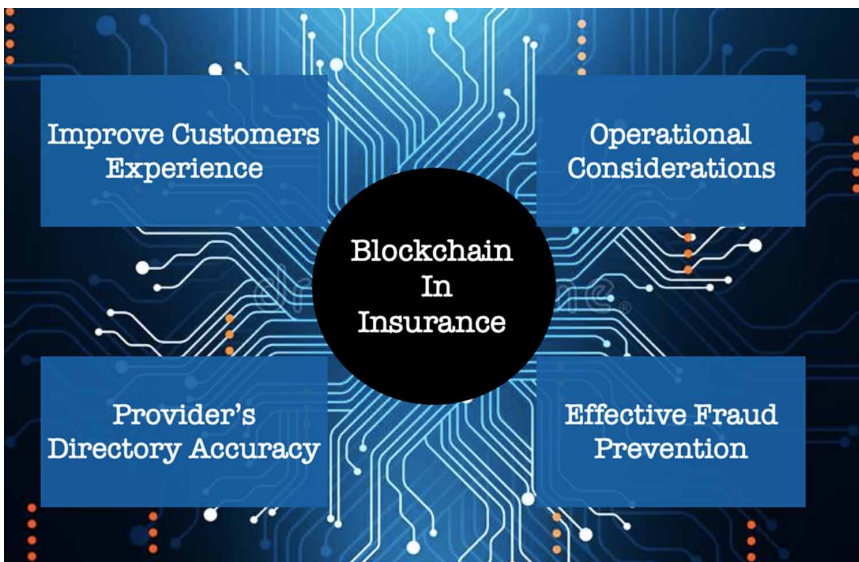 Improve Customers
Experience
Operational
Considerations
Blockchain
In
Insurance
Provider's
Directory Accuracy
Effective Fraud
Prevention